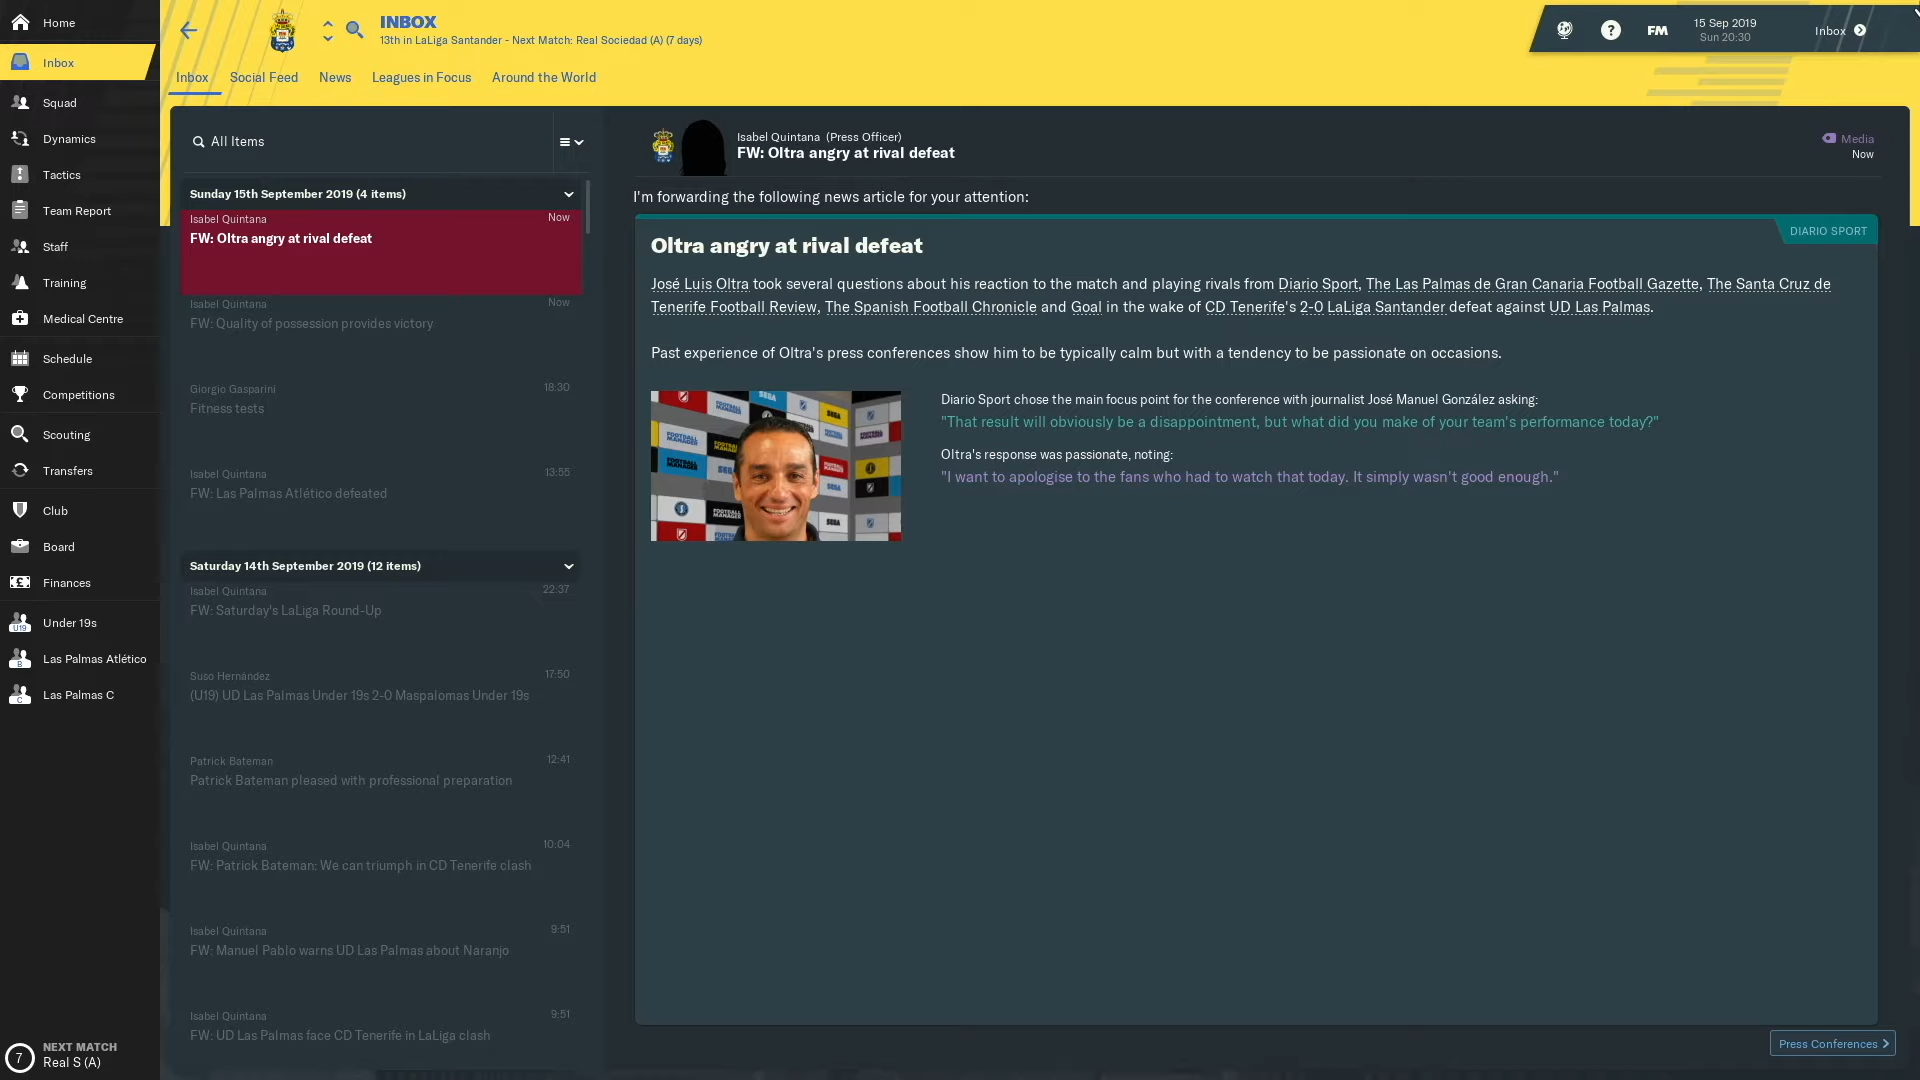 Home
Inbox
Squad
Dynamics
Tactics
Team Report
Staff
Training
Medical Centre
Schedule
Competitions
Scouting
Transfers
Club
Board
Finances
U19
Under 19s
B
Las Palmas Atlético
C
Las Palmas C
7
NEXT MATCH
Real S (A)
INBOX
13th in LaLiga Santander - Next Match: Real Sociedad (A) (7 days)
Inbox
Social Feed
News
Leagues in Focus
Around the World
?
FM
15 Sep 2019
Sun 20:30
Inbox
All Items
Sunday 15th September 2019 (4 items)
Isabel Quintana
Now
FW: Oltra angry at rival defeat
Isabel Quintana
Now
FW: Quality of possession provides victory
Giorgio Gasparini
18:30
Fitness tests
Isabel Quintana
13:55
FW: Las Palmas Atlético defeated
Saturday 14th September 2019 (12 items)
Isabel Quintana
22:37
FW: Saturday's LaLiga Round-Up
Suso Hernández
17:50
(U19) UD Las Palmas Under 19s 2-0 Maspalomas Under 19s
Patrick Bateman
12:41
Patrick Bateman pleased with professional preparation
Isabel Quintana
10:04
FW: Patrick Bateman: We can triumph in CD Tenerife clash
Isabel Quintana
9:51
FW: Manuel Pablo warns UD Las Palmas about Naranjo
Isabel Quintana
9:51
FW: UD Las Palmas face CD Tenerife in LaLiga clash
Isabel Quintana (Press Officer)
FW: Oltra angry at rival defeat
Media
Now
I'm forwarding the following news article for your attention:
DIARIO SPORT
Oltra angry at rival defeat
José Luis Oltra took several questions about his reaction to the match and playing rivals from Diario Sport, The Las Palmas de Gran Canaria Football Gazette, The Santa Cruz de
Tenerife Football Review, The Spanish Football Chronicle and Goal in the wake of CD Tenerife's 2-0 LaLiga Santander defeat against UD Las Palmas.
Past experience of Oltra's press conferences show him to be typically calm but with a tendency to be passionate on occasions.
SEGA
FOOTBALL MANAGER
Diario Sport chose the main focus point for the conference with journalist José Manuel González asking:
"That result will obviously be a disappointment, but what did you make of your team's performance today?"
Oltra's response was passionate, noting:
"I want to apologise to the fans who had to watch that today. It simply wasn't good enough."
Press Conferences